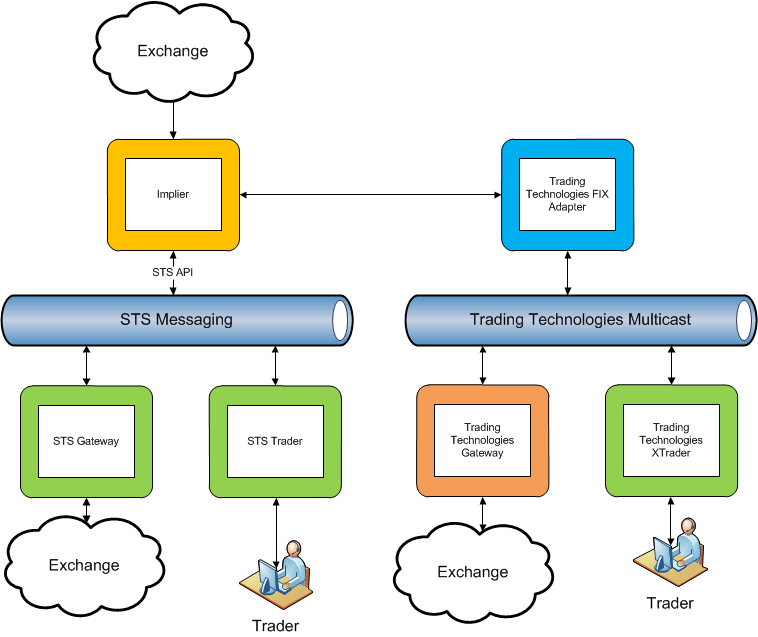 Exchange
Implier
Trading
Technologies FIX
Adapter
STS API
STS Messaging
Trading Technologies Multicast
STS Gateway
STS Trader
Trading
Technologies
Gateway
Trading
Technologies
XTrader
Exchange
Trader
Exchange
Trader